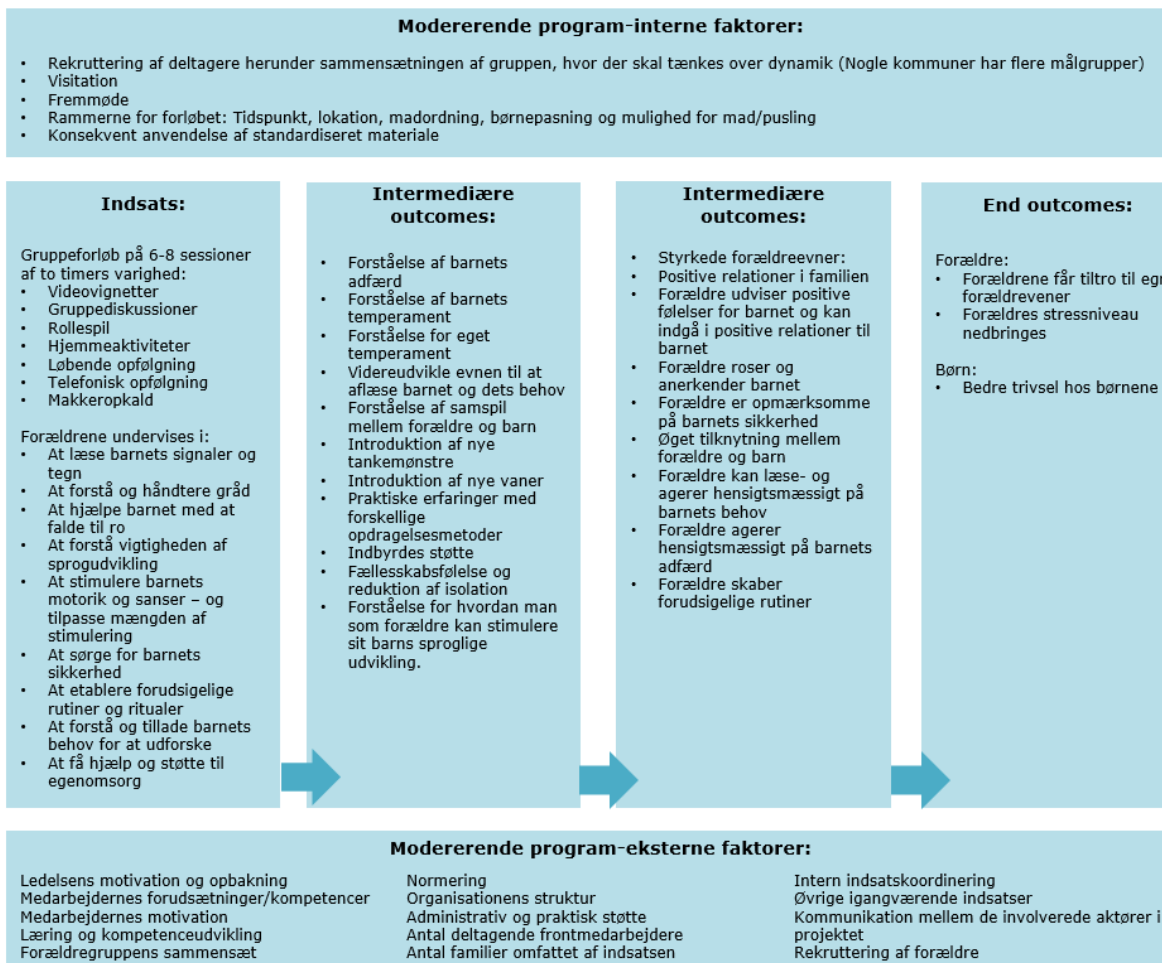 Modererende program-interne faktorer:
• Rekruttering af deltagere herunder sammensætningen af gruppen, hvor der skal tænkes over dynamik (Nogle kommuner har flere målgrupper)
• Visitation
• Fremmøde
• Rammerne for forløbet: Tidspunkt, lokation, madordning, børnepasning og mulighed for mad/pusling
• Konsekvent anvendelse af standardiseret materiale
Indsats:
Gruppeforløb på 6-8 sessioner
af to timers varighed:
• Videovignetter
• Gruppediskussioner
• Rollespil
• Hjemmeaktiviteter
• Løbende opfølgning
• Telefonisk opfølgning
• Makkeropkald
Forældrene undervises i:
• At læse barnets signaler og
tegn
• At forstå og håndtere gråd
• At hjælpe barnet med at
falde til ro
• At forstå vigtigheden af
sprogudvikling
• At stimulere barnets
motorik og sanser – og
tilpasse mængden af
stimulering
• At sørge for barnets
sikkerhed
• At etablere forudsigelige
rutiner og ritualer
• At forstå og tillade barnets
behov for at udforske
• At få hjælp og støtte til
egenomsorg
Intermediære
outcomes:
• Forståelse af barnets
adfærd
• Forståelse af barnets
temperament
• Forståelse for eget
temperament
• Videreudvikle evnen til at
aflæse barnet og dets behov
• Forståelse af samspil
mellem forældre og barn
• Introduktion af nye
tankemønstre
• Introduktion af nye vaner
• Praktiske erfaringer med
forskellige
opdragelsesmetoder
• Indbyrdes støtte
• Fællesskabsfølelse og
reduktion af isolation
• Forståelse for hvordan man
som forældre kan stimulere
sit barns sproglige
udvikling.
Intermediære
outcomes:
• Styrkede forældreevner:
• Positive relationer i familien
• Forældre udviser positive
følelser for barnet og kan
indgå i positive relationer til
barnet
• Forældre roser og
anerkender barnet
• Forældre er opmærksomme
på barnets sikkerhed
• Øget tilknytning mellem
forældre og barn
• Forældre kan læse- og
agerer hensigtsmæssigt på
barnets behov
• Forældre agerer
hensigtsmæssigt på barnets
adfærd
• Forældre skaber
forudsigelige rutiner
End outcomes:
Forældre:
• Forældrene får tiltro til
forældrevener
• Forældres stressniveau
nedbringes
Børn:
• Bedre trivsel hos børnene
Modererende program-eksterne faktorer:
Ledelsens motivation og opbakning
Medarbejdernes forudsætninger/kompetencer
Medarbejdernes motivation
Læring og kompetenceudvikling
Forældregruppens sammensæt
Normering
Organisationens struktur
Administrativ og praktisk støtte
Antal deltagende frontmedarbejdere
Antal familier omfattet af indsatsen
Intern indsatskoordinering
Øvrige igangværende indsatser
Kommunikation mellem de involverede aktører i
projektet
Rekruttering af forældre